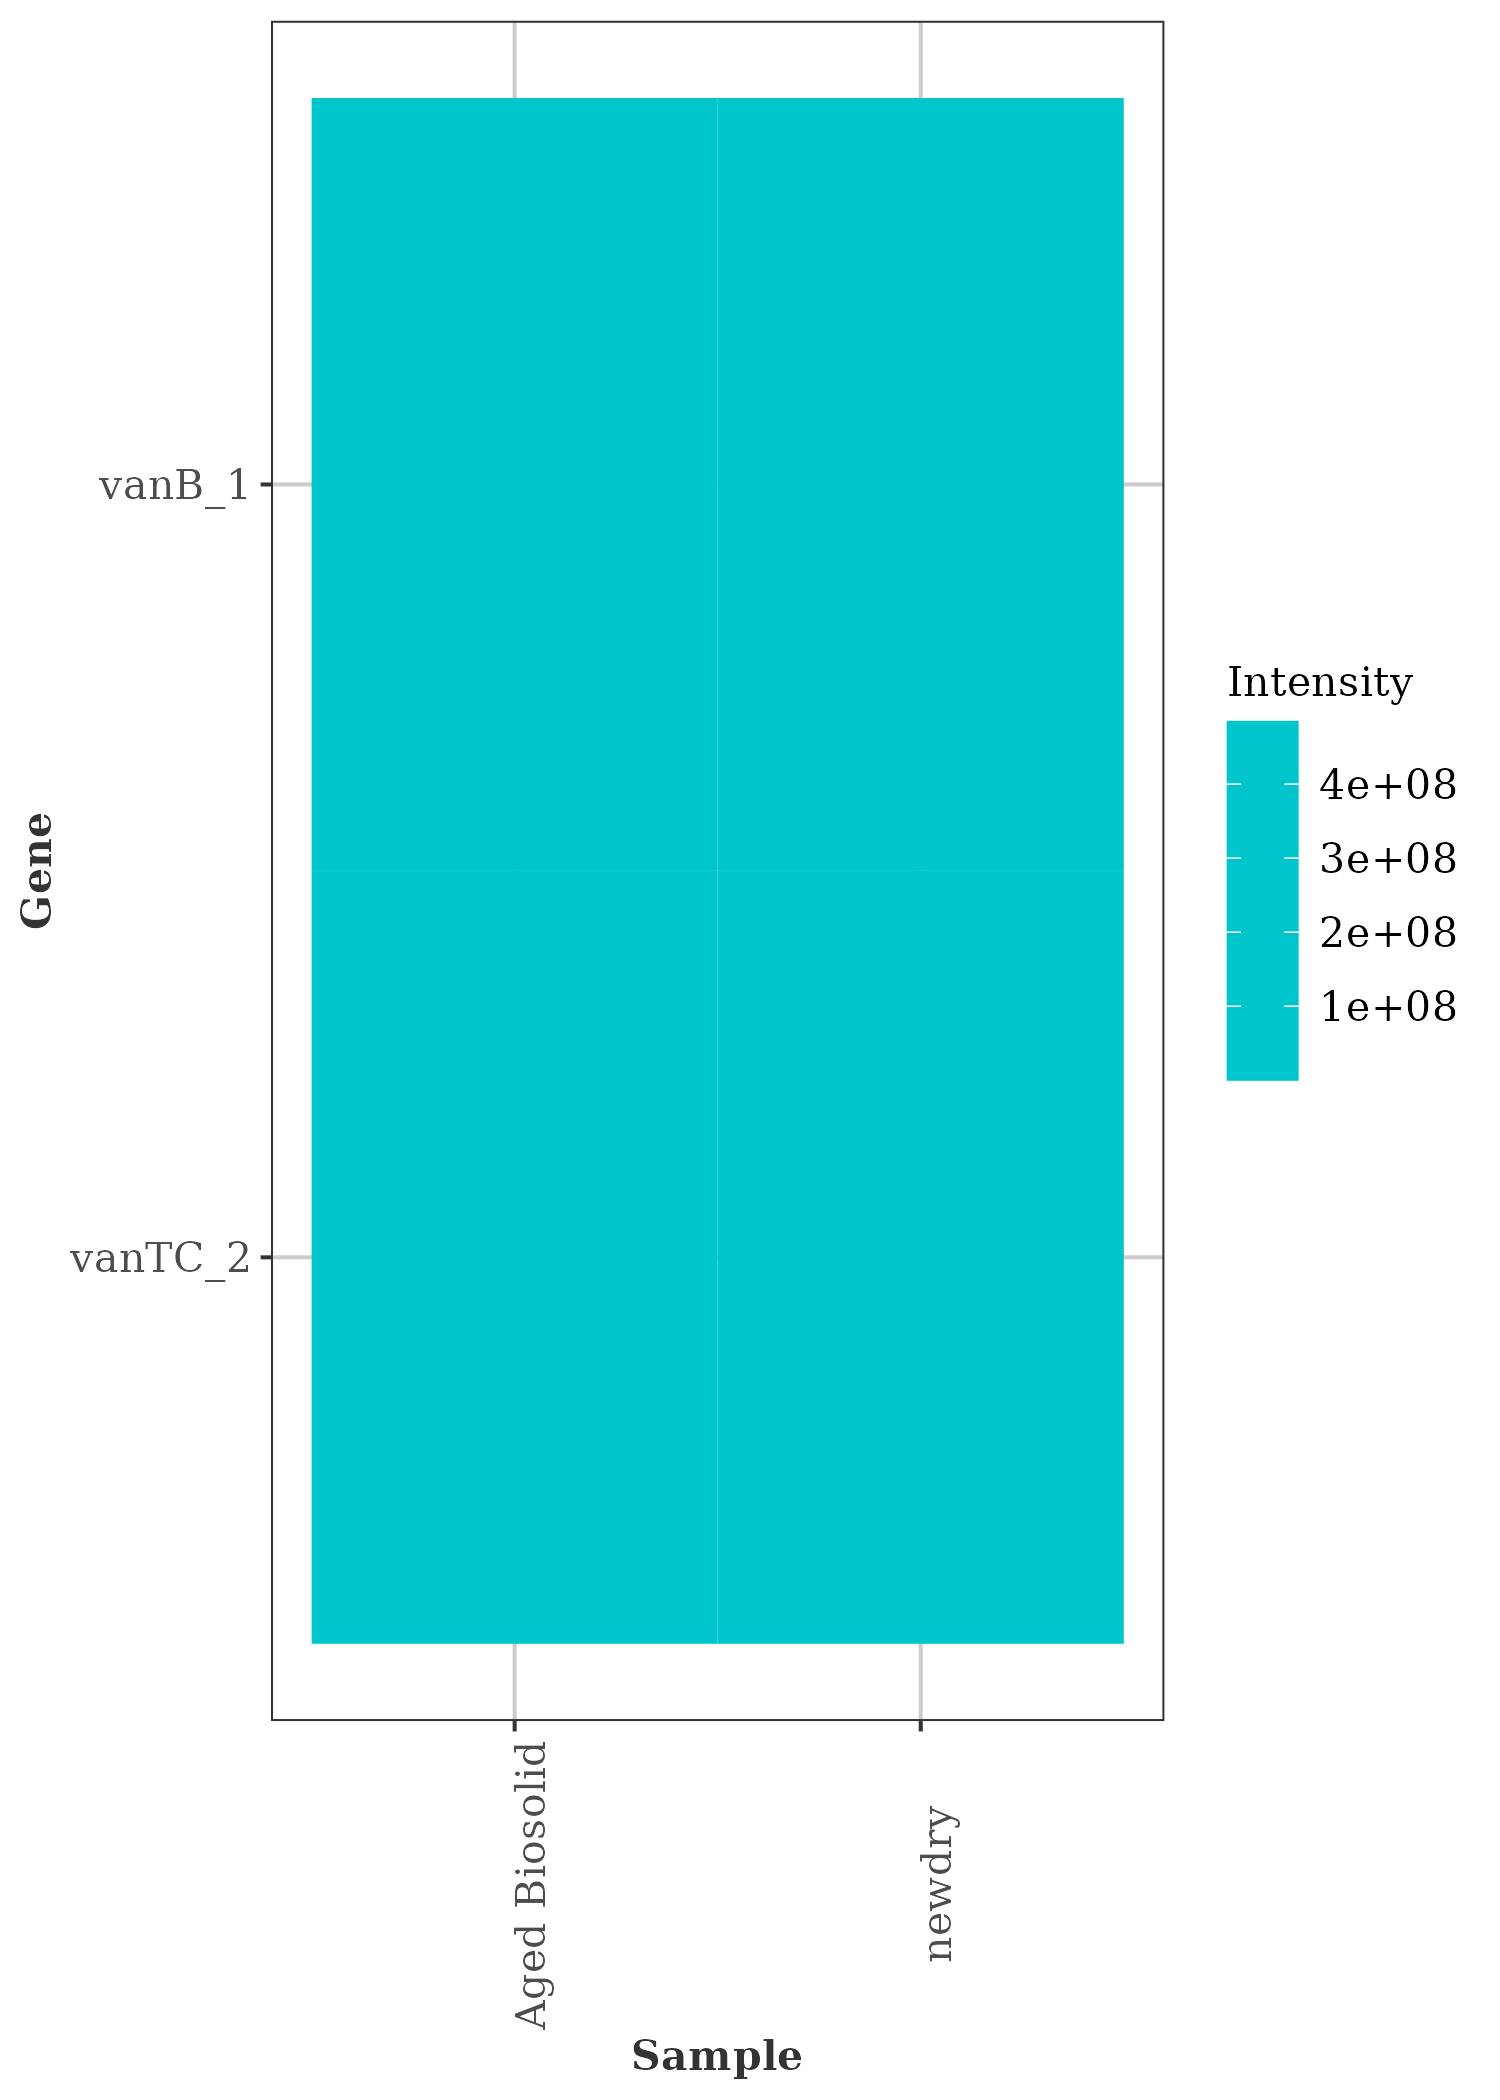 Gene
vanB_1
vanTC_2
Aged Biosolid
newdry
Sample
Intensity
4e+08
3e+08
2e+08
1e+08